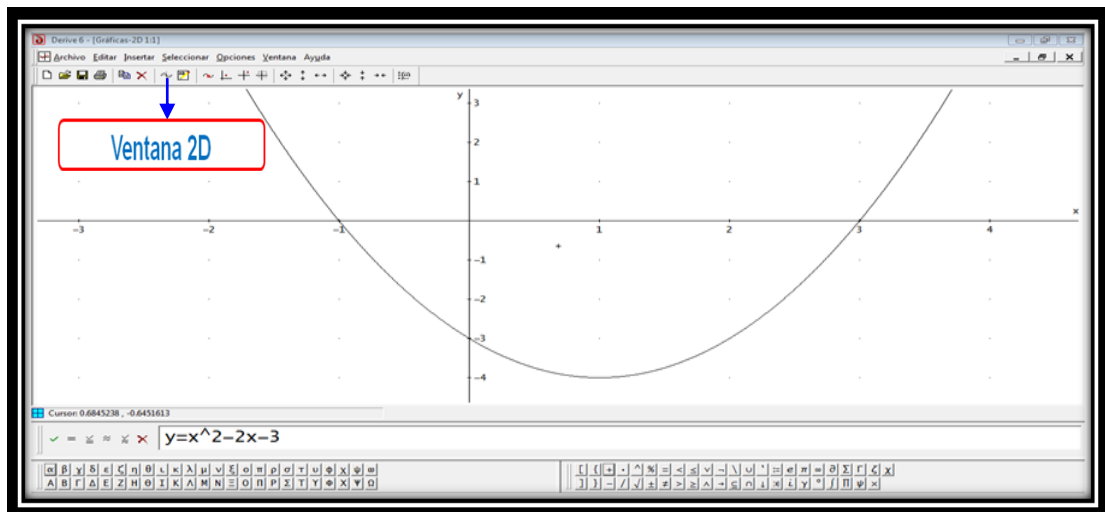 Derive 6 - [Gráficas-2D 1:1]
Archivo Editar Insertar Seleccionar Opciones Ventana Ayuda
Ventana 2D
y
3
2
1
x
-3 -2 -1 1 2 3 4
-1
-2
-3
-4
Cursor: 0.6845238 , -0.6451613
y=x^2-2x-3
α β γ δ ε ζ η θ ι κ λ μ ν ξ ο π ρ σ τ υ φ χ ψ ω
Α Β Γ Δ Ε Ζ Η Θ Ι Κ Λ Μ Ν Ξ Ο Π Ρ Σ Τ Υ Φ Χ Ψ Ω